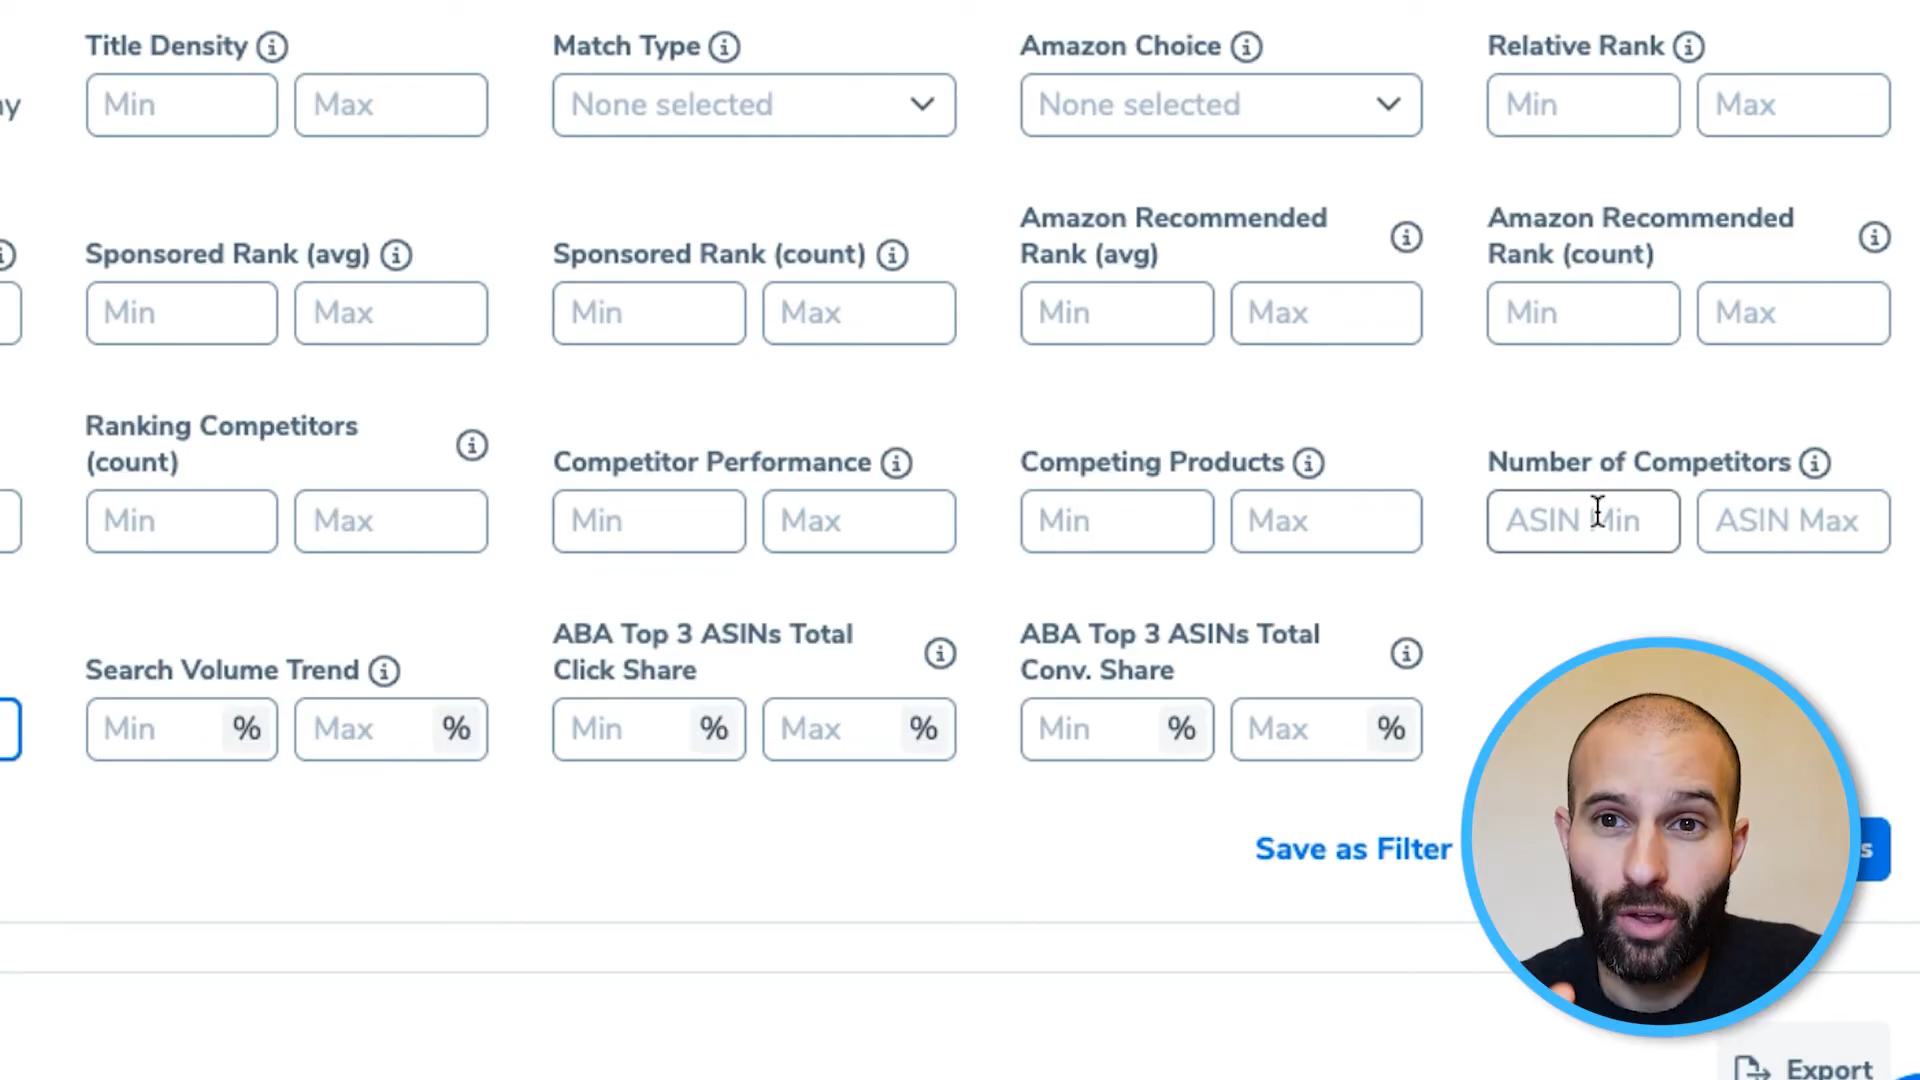 Title Density
Match Type
Amazon Choice
Relative Rank
Min
Max
None selected
None selected
Min
Max
Amazon Recommended
Rank (avg)
Amazon Recommended
Rank (count)
Sponsored Rank (avg)
Sponsored Rank (count)
Min
Max
Min
Max
Min
Max
Min
Max
Ranking Competitors
(count)
Competitor Performance
Competing Products
Number of Competitors
Min
Max
Min
Max
Min
Max
ASIN Min
ASIN Max
Search Volume Trend
ABA Top 3 ASINs Total
Click Share
ABA Top 3 ASINs Total
Conv. Share
Min %
Max %
Min %
Max %
Min %
Max %
Save as Filter
Export